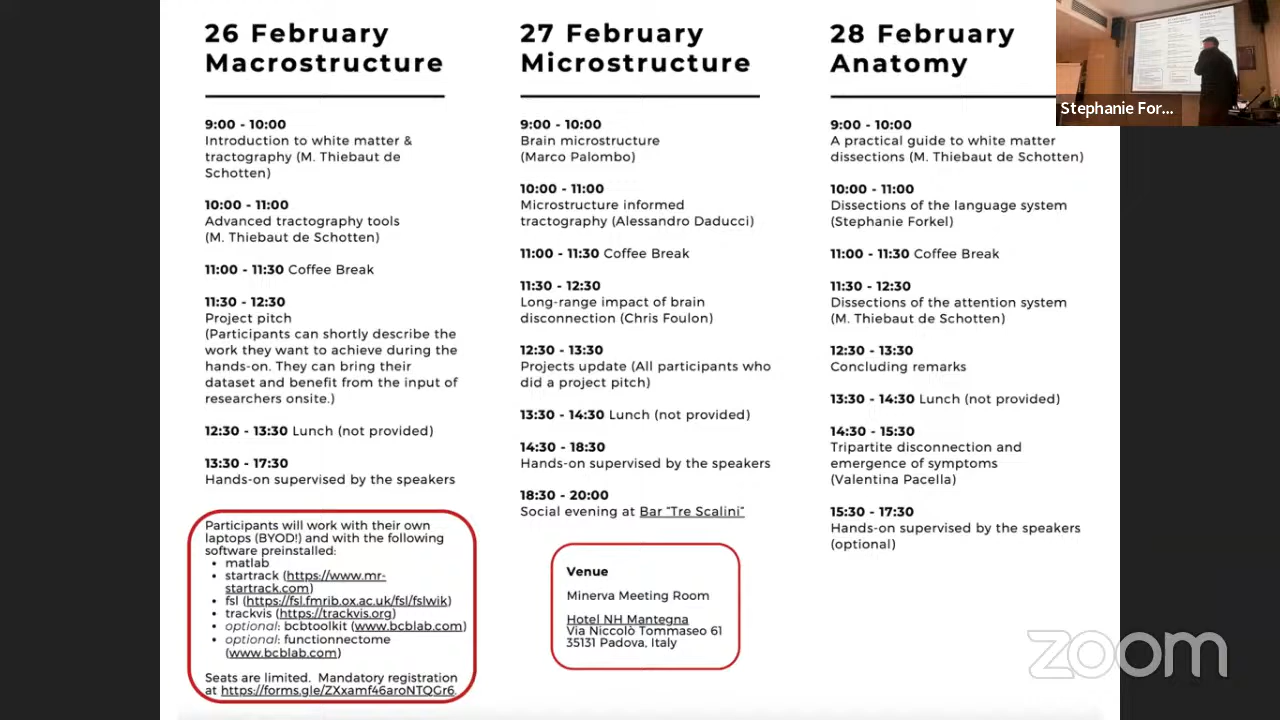 26 February
Macrostructure
9:00 - 10:00
Introduction to white matter &
tractography (M. Thiebaut de
Schotten)
10:00 - 11:00
Advanced tractography tools
(M. Thiebaut de Schotten)
11:00 - 11:30 Coffee Break
11:30 - 12:30
Project pitch
(Participants can shortly describe the
work they want to achieve during the
hands-on. They can bring their
dataset and benefit from the input of
researchers onsite.)
12:30 - 13:30 Lunch (not provided)
13:30 - 17:30
Hands-on supervised by the speakers
Participants will work with their own
laptops (BYOD!) and with the following
software preinstalled:
• matlab
• startrack (https://www.mr-
startrack.com)
• fsl (https://fsl.fmrib.ox.ac.uk/fsl/fslwik)
• trackvis (https://trackvis.org)
• optional: bcbtoolkit (www.bcblab.com)
• optional: functionnectome
(www.bcblab.com)
Seats are limited. Mandatory registration
at https://forms.gle/ZXxamf46aroNTQGr6.
27 February
Microstructure
9:00 - 10:00
Brain microstructure
(Marco Palombo)
10:00 - 11:00
Microstructure informed
tractography (Alessandro Daducci)
11:00 - 11:30 Coffee Break
11:30 - 12:30
Long-range impact of brain
disconnection (Chris Foulon)
12:30 - 13:30
Projects update (All participants who
did a project pitch)
13:30 - 14:30 Lunch (not provided)
14:30 - 18:30
Hands-on supervised by the speakers
18:30 - 20:00
Social evening at Bar "Tre Scalini"
Venue
Minerva Meeting Room
Hotel NH Mantegna
Via Niccolò Tommaseo 61
35131 Padova, Italy
28 February
Anatomy
9:00 - 10:00
A practical guide to white matter
dissections (M. Thiebaut de Schotten)
10:00 - 11:00
Dissections of the language system
(Stephanie Forkel)
11:00 - 11:30 Coffee Break
11:30 - 12:30
Dissections of the attention system
(M. Thiebaut de Schotten)
12:30 - 13:30
Concluding remarks
13:30 - 14:30 Lunch (not provided)
14:30 - 15:30
Tripartite disconnection and
emergence of symptoms
(Valentina Pacella)
15:30 - 17:30
Hands-on supervised by the speakers
(optional)
Stephanie For...
zoom